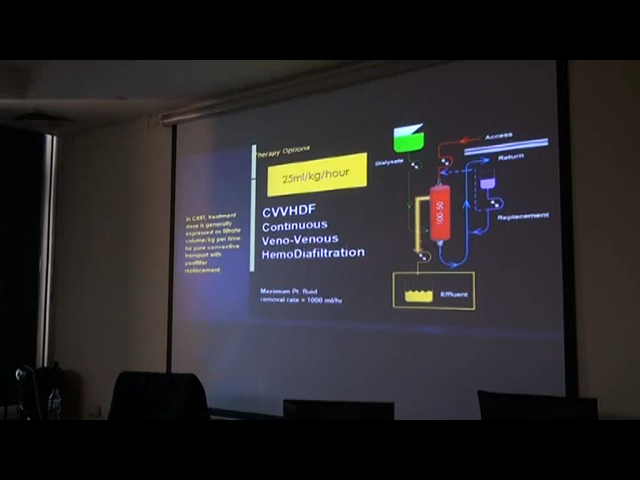 Therapy Options
25ml/kg/hour
In CRRT, treatment
dose is generally
expressed as filtrate
volume/kg per time,
for pure convective
transport with
postfilter
replacement.
CVVHDF
Continuous
Veno-Venous
HemoDiafiltration
Maximum Pt. fluid
removal rate = 1000 ml/hr
Access
Return
Dialysate
100-50
Replacement
Effluent